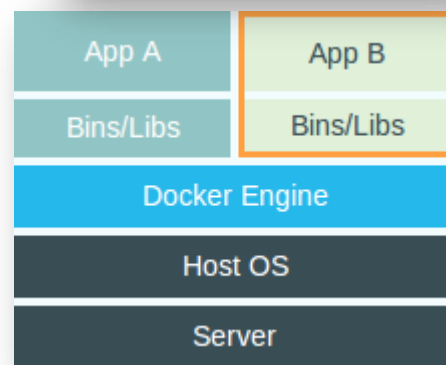 App A
App B
Bins/Libs
Bins/Libs
Docker Engine
Host OS
Server